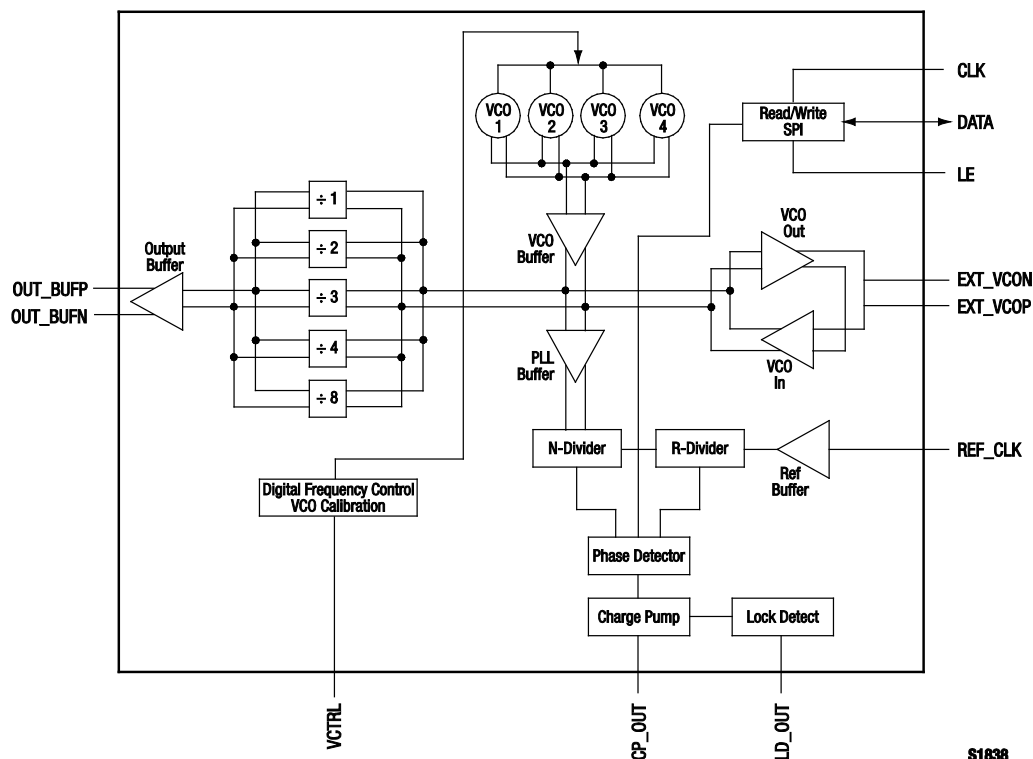 CLK
VCO
1
VCO
2
VCO
3
VCO
4
Read/Write
SPI
DATA
LE
÷ 1
÷ 2
÷ 3
÷ 4
÷ 8
Output
Buffer
OUT_BUFP
OUT_BUFN
VCO
Buffer
VCO
Out
EXT_VCON
EXT_VCOP
VCO
In
PLL
Buffer
N-Divider
R-Divider
Ref
Buffer
REF_CLK
Digital Frequency Control
VCO Calibration
Phase Detector
Charge Pump
Lock Detect
VCTRL
CP_OUT
LD_OUT
S1838